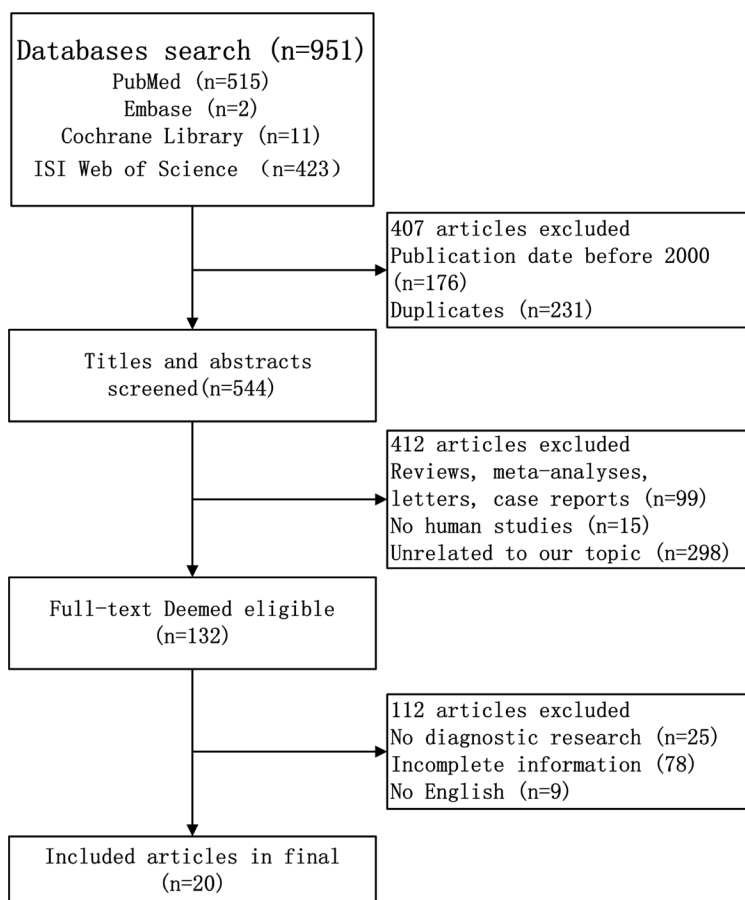 Databases search (n=951)
PubMed (n=515)
Embase (n=2)
Cochrane Library (n=11)
ISI Web of Science （n=423）
407 articles excluded
Publication date before 2000
(n=176)
Duplicates (n=231)
Titles and abstracts
screened(n=544)
412 articles excluded
Reviews, meta-analyses,
letters, case reports (n=99)
No human studies (n=15)
Unrelated to our topic (n=298)
Full-text Deemed eligible
(n=132)
112 articles excluded
No diagnostic research (n=25)
Incomplete information (78)
No English (n=9)
Included articles in final
(n=20)